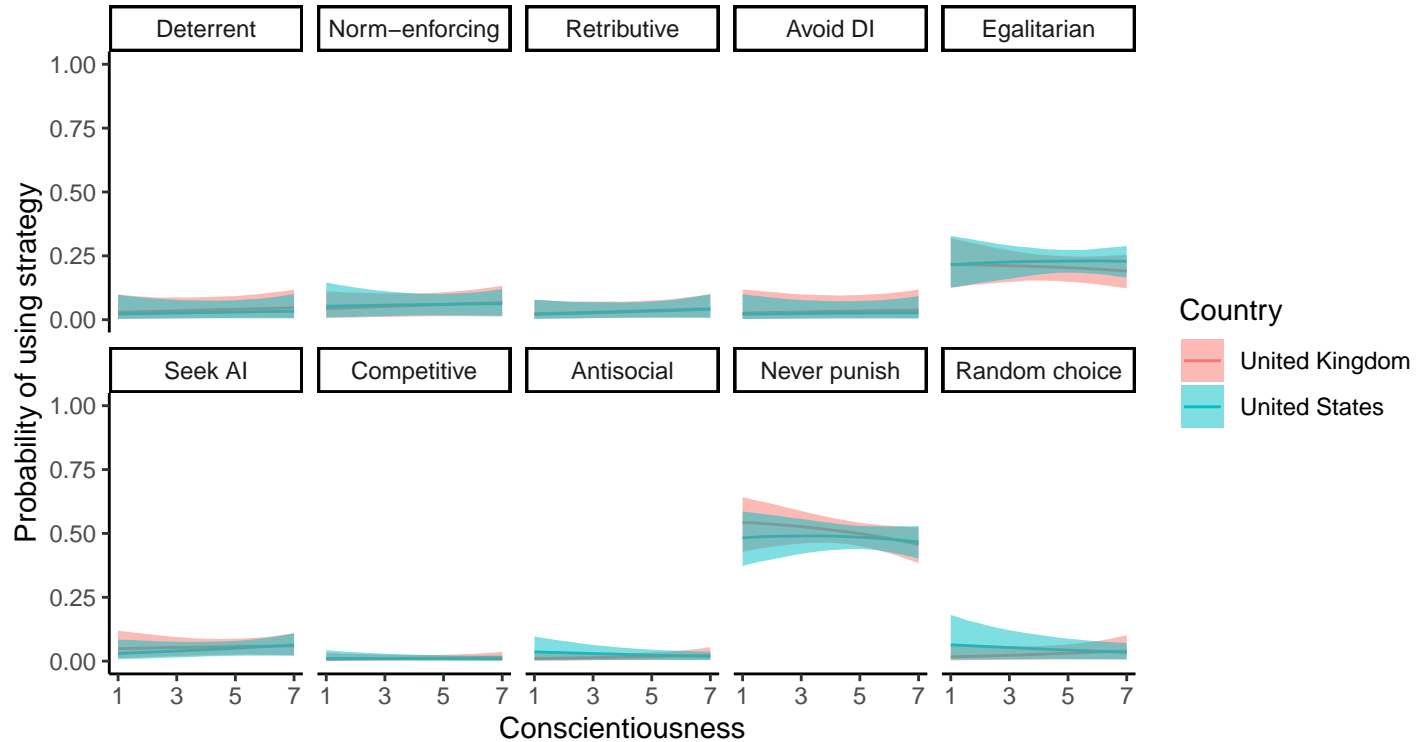 Deterrent Norm−enforcing Retributive Avoid DI Egalitarian
1.00
0.75
0.50
0.25
0.00
Seek AI Competitive Antisocial Never punish Random choice
1.00
0.75
0.50
0.25
0.00
1 3 5 7 1 3 5 7 1 3 5 7 1 3 5 7 1 3 5 7
Conscientiousness
Probability of using strategy
Country
United Kingdom
United States